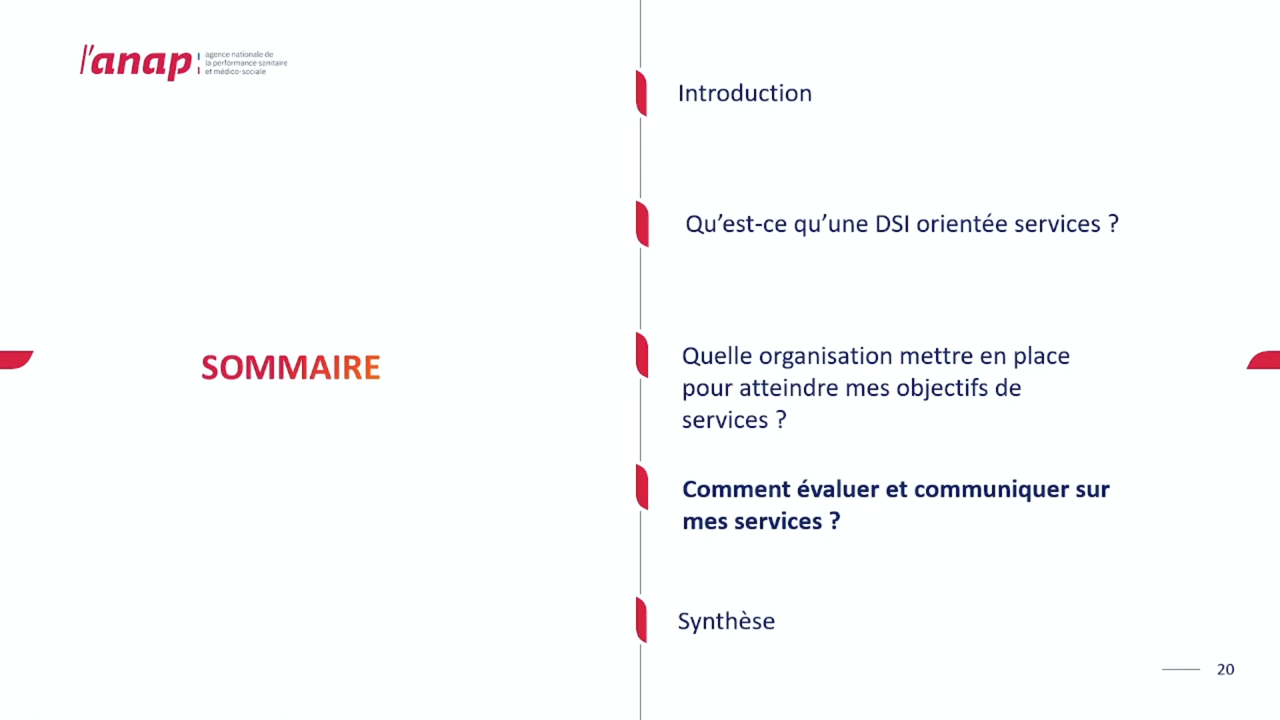 l'anap
agence nationale de
la performance sanitaire
et médico-sociale
SOMMAIRE
Introduction
Qu'est-ce qu'une DSI orientée services ?
Quelle organisation mettre en place
pour atteindre mes objectifs de
services ?
Comment évaluer et communiquer sur
mes services ?
Synthèse
20